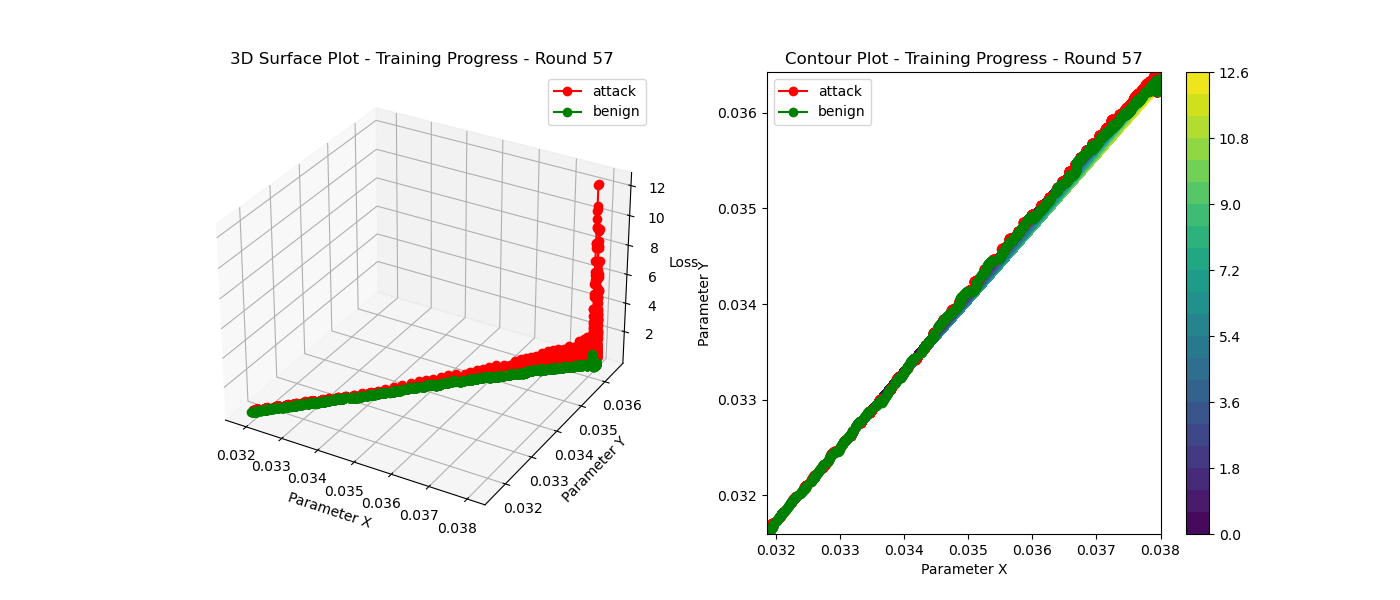 3D Surface Plot - Training Progress - Round 57
attack
benign
12
10
8
6
4
2
Loss
0.036
0.035
0.034
0.033
0.032
Parameter Y
0.032
0.033
0.034
0.035
0.036
0.037
0.038
Parameter X
Contour Plot - Training Progress - Round 57
attack
benign
0.036
0.035
0.034
0.033
0.032
Parameter Y
0.032 0.033 0.034 0.035 0.036 0.037 0.038
Parameter X
12.6
10.8
9.0
7.2
5.4
3.6
1.8
0.0